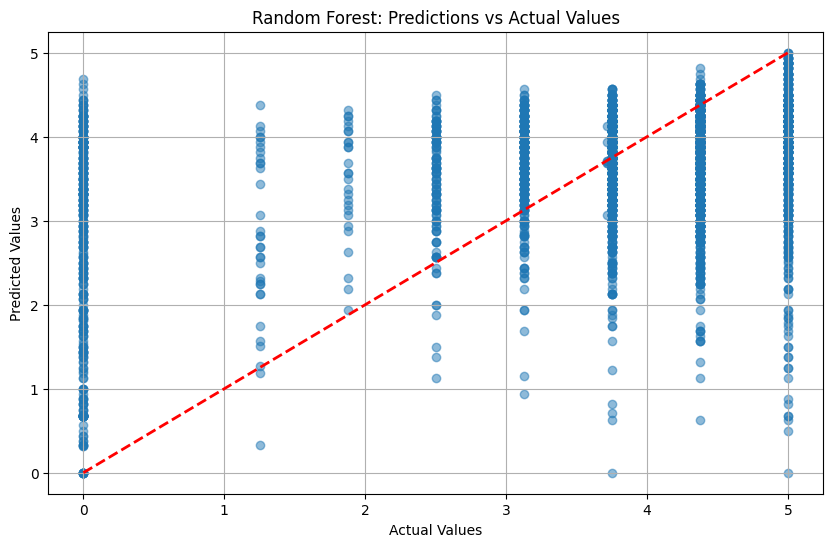 Random Forest: Predictions vs Actual Values
Predicted Values
5
4
3
2
1
0
0 1 2 3 4 5
Actual Values